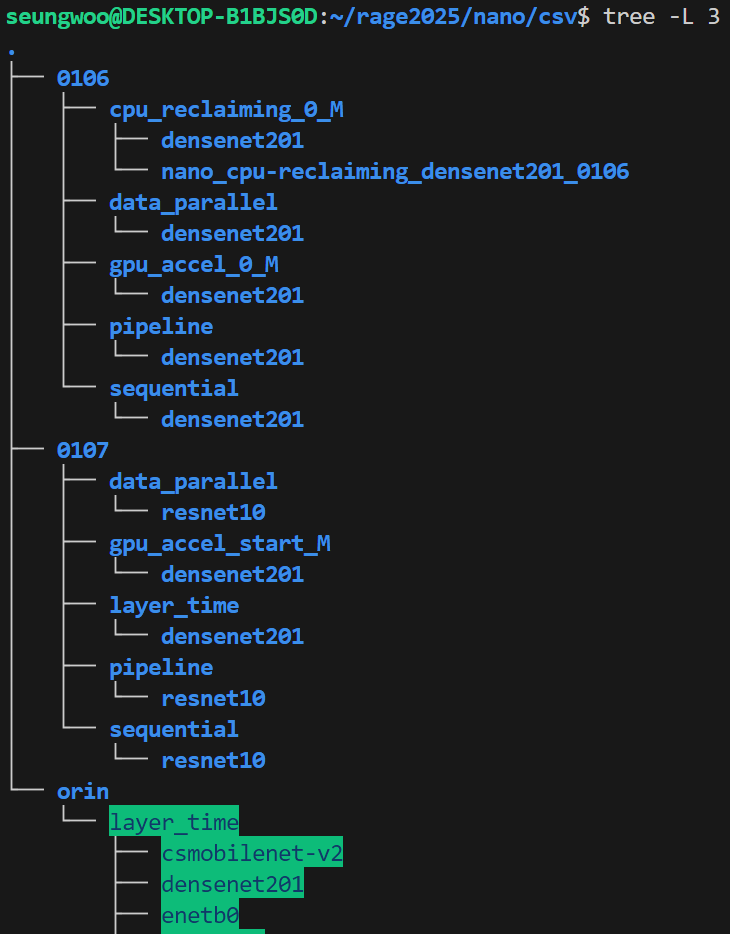 seungwoo@DESKTOP-B1BJS0D:~/rage2025/nano/csv$ tree -L 3
.
├── 0106
│   ├── cpu_reclaiming_0_M
│   │   ├── densenet201
│   │   └── nano_cpu-reclaiming_densenet201_0106
│   ├── data_parallel
│   │   └── densenet201
│   ├── gpu_accel_0_M
│   │   └── densenet201
│   ├── pipeline
│   │   └── densenet201
│   └── sequential
│       └── densenet201
├── 0107
│   ├── data_parallel
│   │   └── resnet10
│   ├── gpu_accel_start_M
│   │   └── densenet201
│   ├── layer_time
│   │   └── densenet201
│   ├── pipeline
│   │   └── resnet10
│   └── sequential
│       └── resnet10
└── orin
    └── layer_time
        ├── csmobilenet-v2
        ├── densenet201
        ├── enetb0